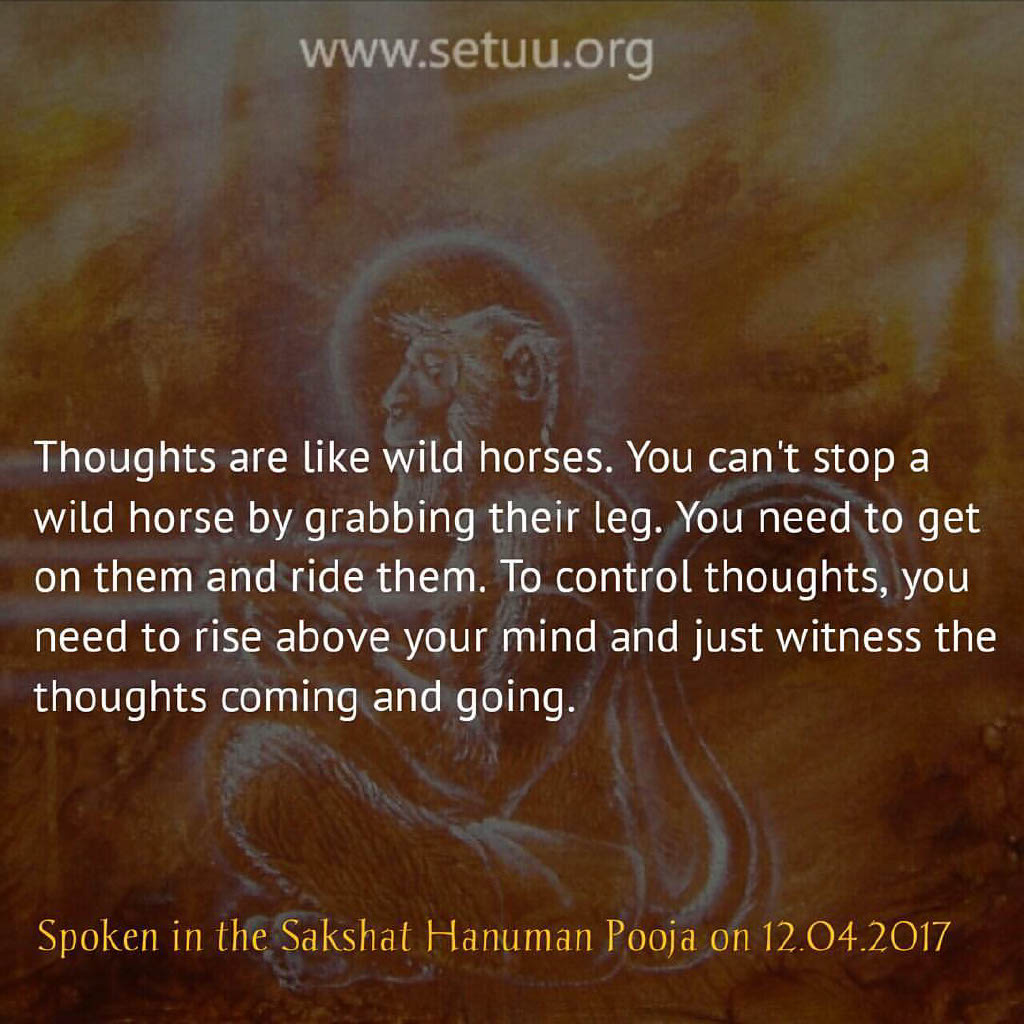 www.setuu.org
Thoughts are like wild horses. You can't stop a
wild horse by grabbing their leg. You need to get
on them and ride them. To control thoughts, you
need to rise above your mind and just witness the
thoughts coming and going.
Spoken in the Sakshat Hanuman Pooja on 12.04.2017